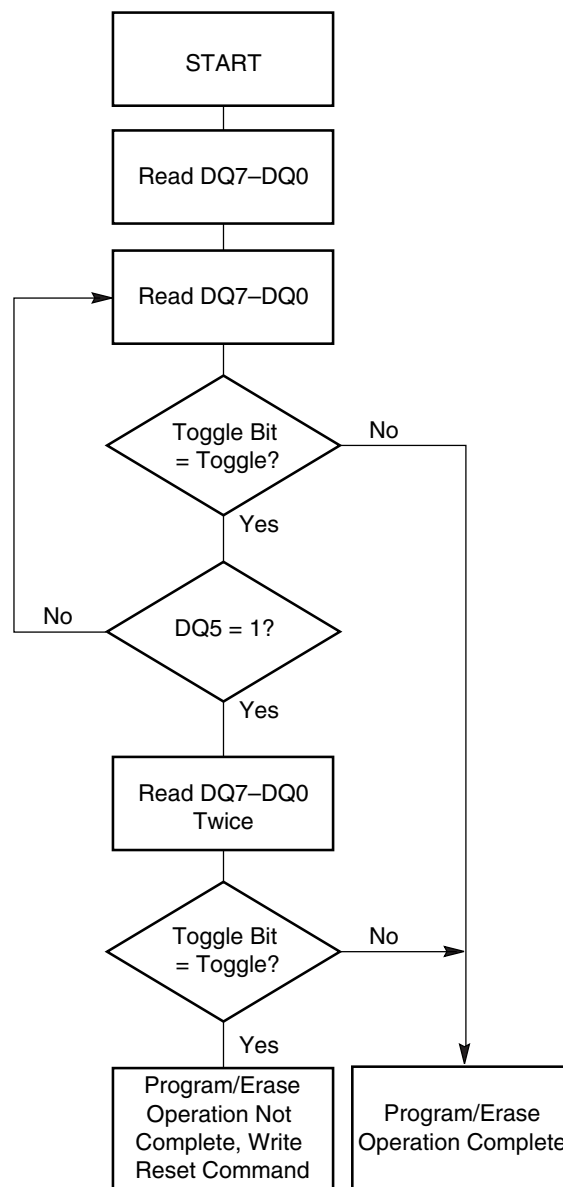 START
Read DQ7–DQ0
Read DQ7–DQ0
Toggle Bit
= Toggle?
No
Yes
No
DQ5 = 1?
Yes
Read DQ7–DQ0
Twice
Toggle Bit
= Toggle?
No
Yes
Program/Erase
Operation Not
Complete, Write
Reset Command
Program/Erase
Operation Complete